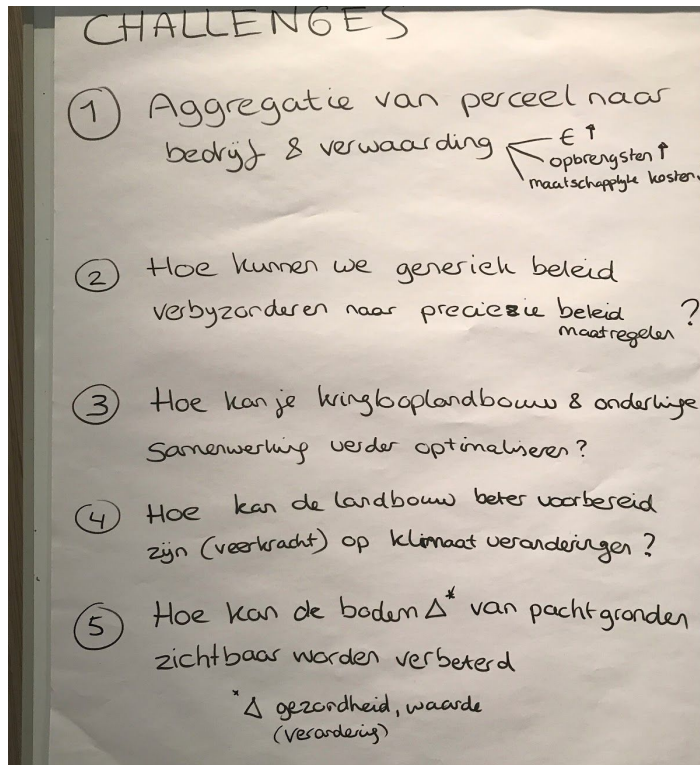 CHALLENGES
1 Aggregatie van perceel naar
bedrijf & verwaarding
€ ↑
opbrengsten ↑
maatschappyke kosten.
2 Hoe kunnen we generiek beleid
verbyzonderen naar preciezie beleid ?
maatregelen
3 Hoe kan je kringlooplandbouw & onderlinge
samenwerking verder optimaliseren?
4 Hoe kan de landbouw beter voorbereid
zijn (veerkracht) op klimaat veranderingen?
5 Hoe kan de bodem Δ* van pachtgronden
zichtbaar worden verbeterd
* Δ gezondheid, waarde
(verandering)